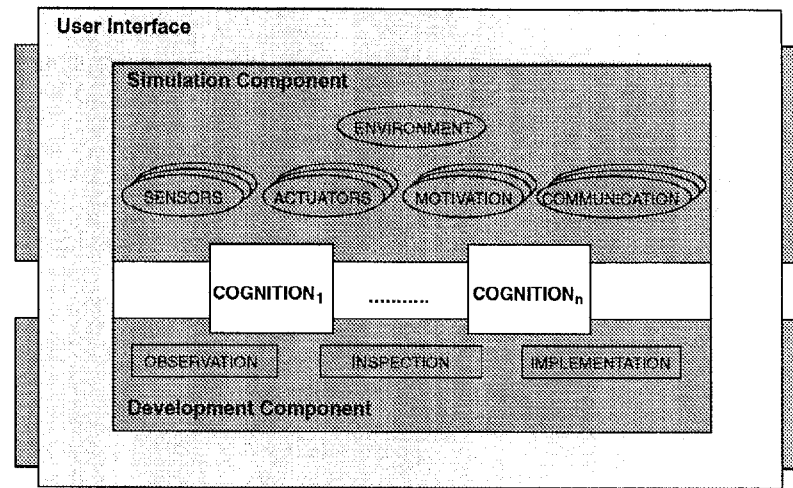 User Interface
Simulation Component
ENVIRONMENT
SENSORS ACTUATORS MOTIVATION COMMUNICATION
COGNITION₁ ........... COGNITIONₙ
OBSERVATION INSPECTION IMPLEMENTATION
Development Component